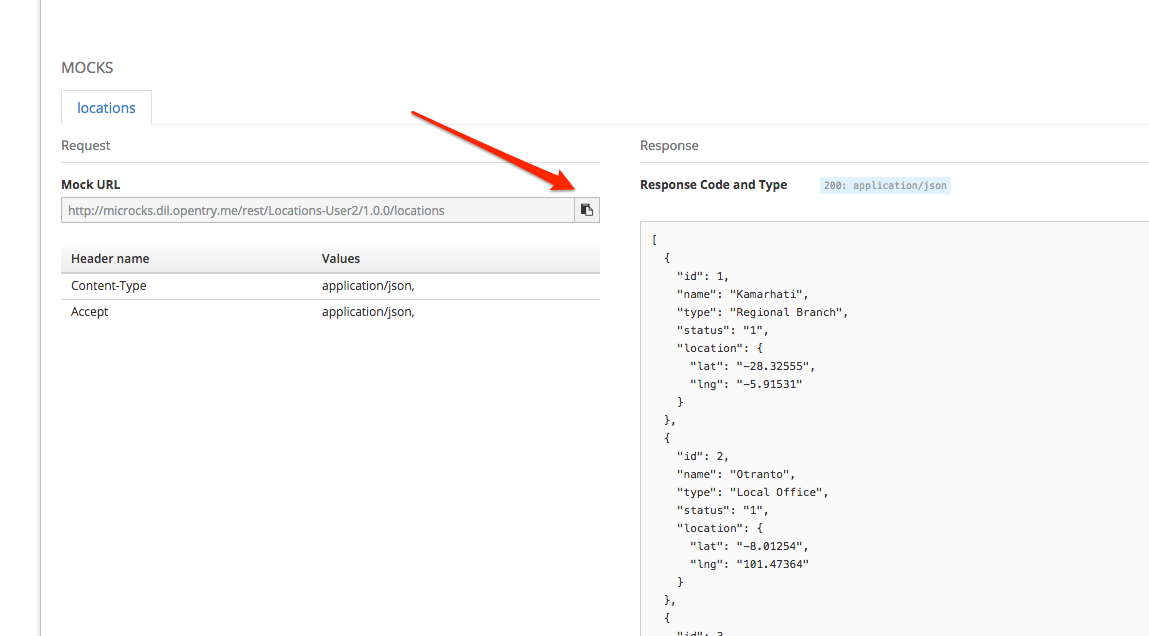 MOCKS
locations
Request
Mock URL
http://microcks.dil.opentry.me/rest/Locations-User2/1.0.0/locations
Header name Values
Content-Type application/json,
Accept application/json,
Response
Response Code and Type 200: application/json
[
{
"id": 1,
"name": "Kamarhati",
"type": "Regional Branch",
"status": "1",
"location": {
"lat": "-28.32555",
"lng": "-5.91531"
}
},
{
"id": 2,
"name": "Otranto",
"type": "Local Office",
"status": "1",
"location": {
"lat": "-8.01254",
"lng": "101.47364"
}
},
{
"id": 3